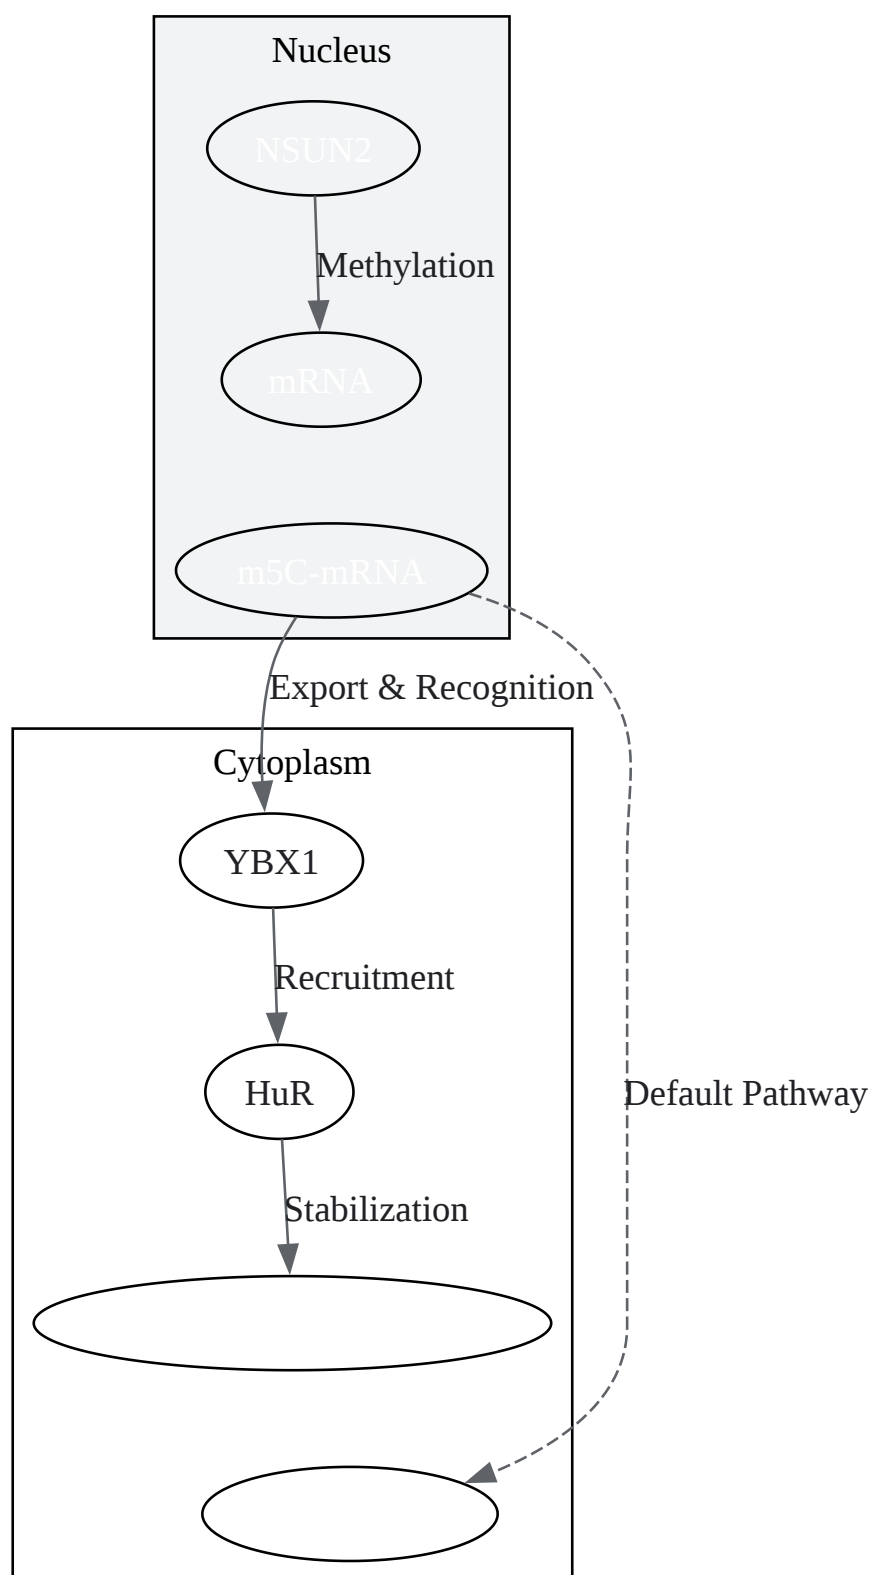 Nucleus
NSUN2
Methylation
mRNA
m5C-mRNA
Export & Recognition
Cytoplasm
YBX1
Recruitment
HuR
Default Pathway
Stabilization